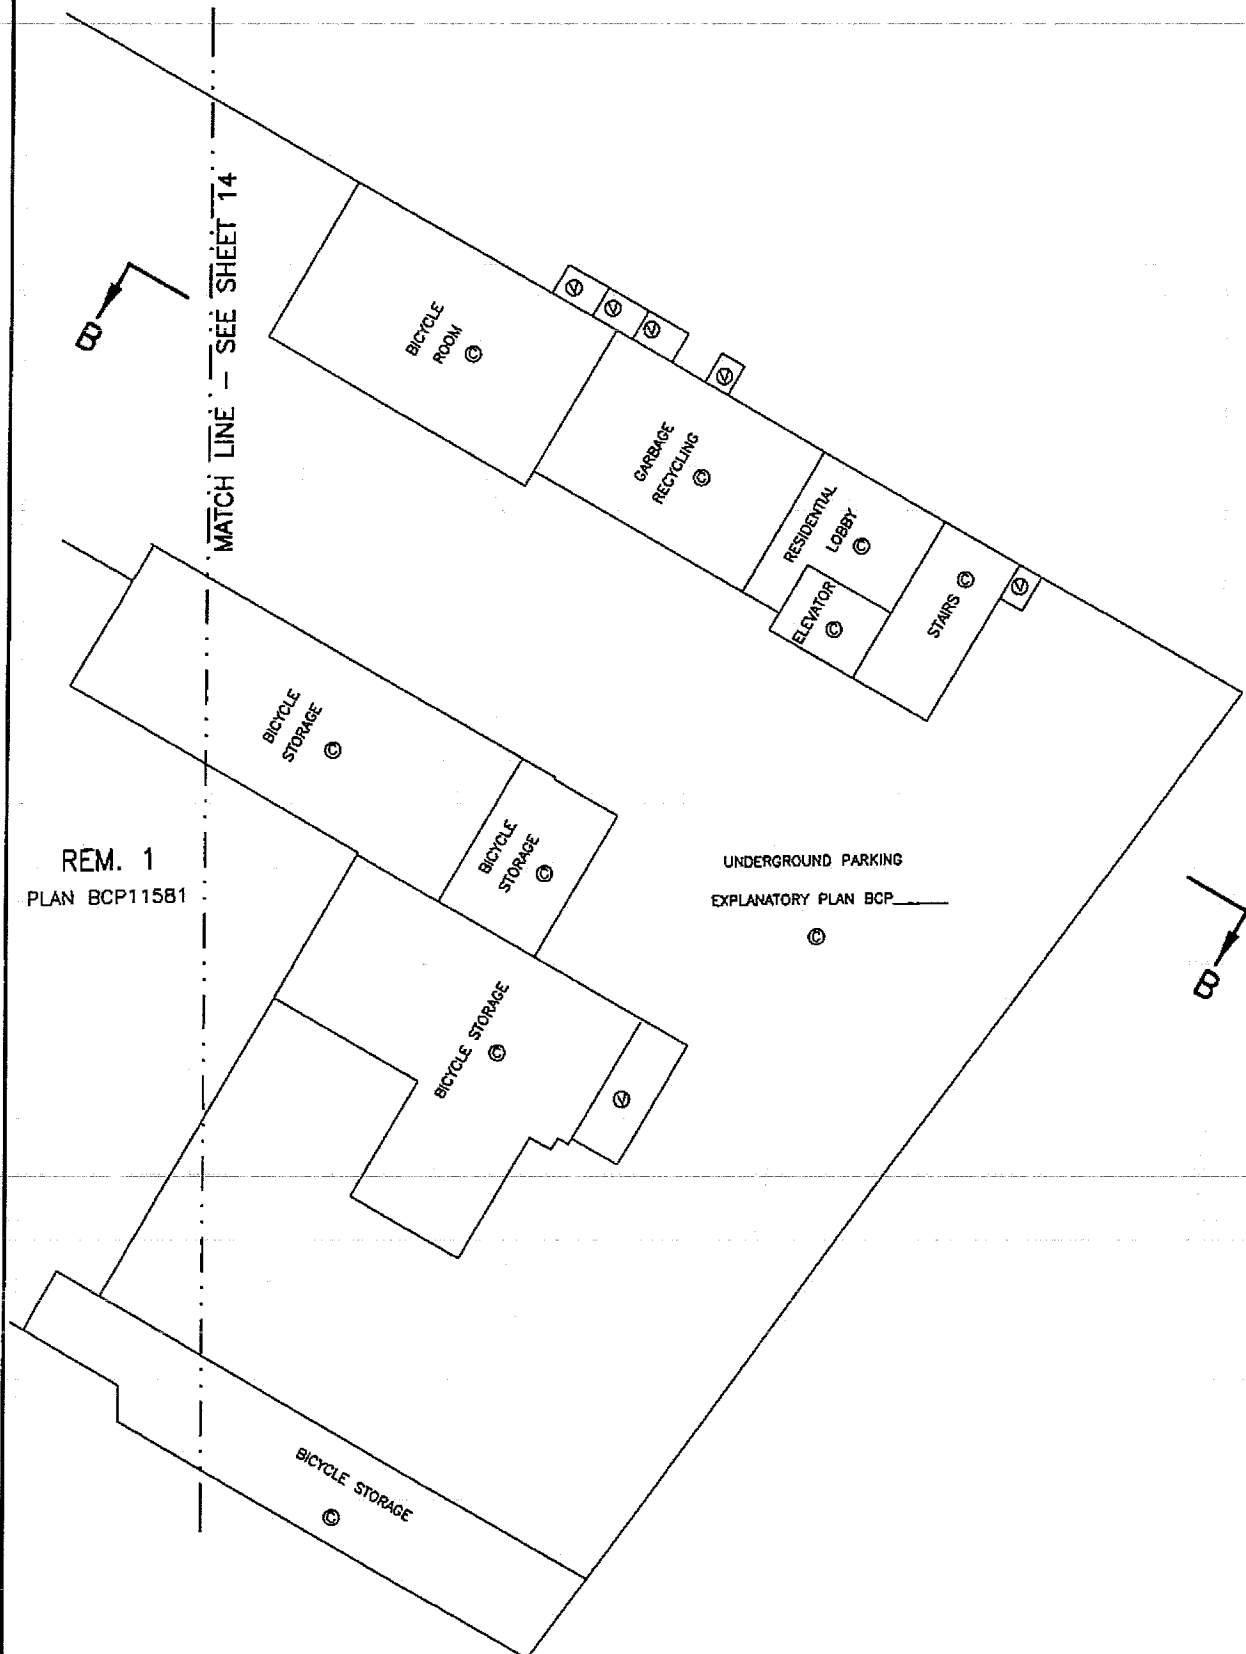 MATCH LINE - SEE SHEET 14
B
BICYCLE
ROOM
©
Ⓥ
Ⓥ
Ⓥ
Ⓥ
GARBAGE
RECYCLING
©
RESIDENTIAL
LOBBY
©
ELEVATOR
©
STAIRS ©
Ⓥ
BICYCLE
STORAGE
©
BICYCLE
STORAGE
©
REM. 1
PLAN BCP11581
UNDERGROUND PARKING
EXPLANATORY PLAN BCP______
©
B
BICYCLE STORAGE
©
Ⓥ
BICYCLE STORAGE
©